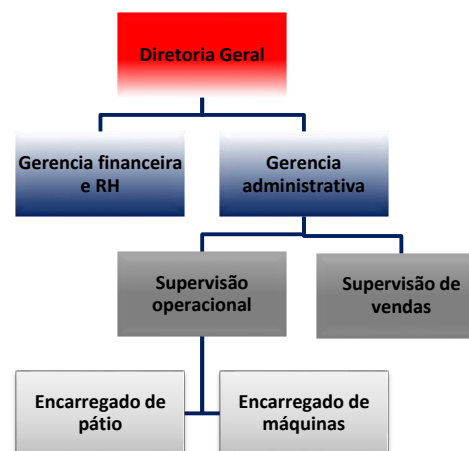 Diretoria Geral
Gerencia financeira
e RH
Gerencia
administrativa
Supervisão
operacional
Supervisão de
vendas
Encarregado de
pátio
Encarregado de
máquinas